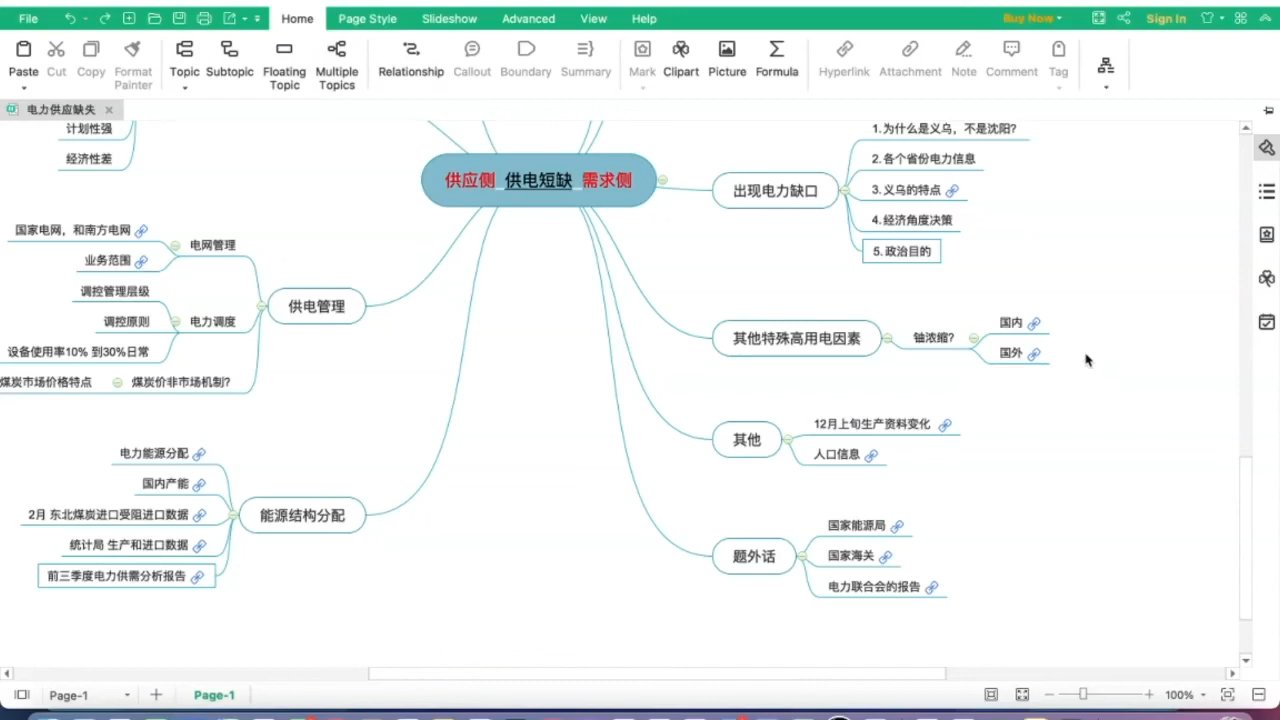 File Home Page Style Slideshow Advanced View Help Buy Now Sign In
Paste Cut Copy Format Painter Topic Subtopic Floating Topic Multiple Topics Relationship Callout Boundary Summary Mark Clipart Picture Formula Hyperlink Attachment Note Comment Tag
电力供应缺失
计划性强
经济性差
供应侧 供电短缺 需求侧
出现电力缺口
1.为什么是义乌，不是沈阳?
2.各个省份电力信息
3.义乌的特点
4.经济角度决策
5.政治目的
国家电网，和南方电网
业务范围
电网管理
调控管理层级
调控原则
设备使用率10% 到30%日常
电力调度
煤炭市场价格特点
煤炭价非市场机制?
供电管理
其他特殊高用电因素
铀浓缩?
国内
国外
其他
12月上旬生产资料变化
人口信息
电力能源分配
国内产能
2月 东北煤炭进口受阻进口数据
统计局 生产和进口数据
前三季度电力供需分析报告
能源结构分配
题外话
国家能源局
国家海关
电力联合会的报告
Page-1 Page-1 100%